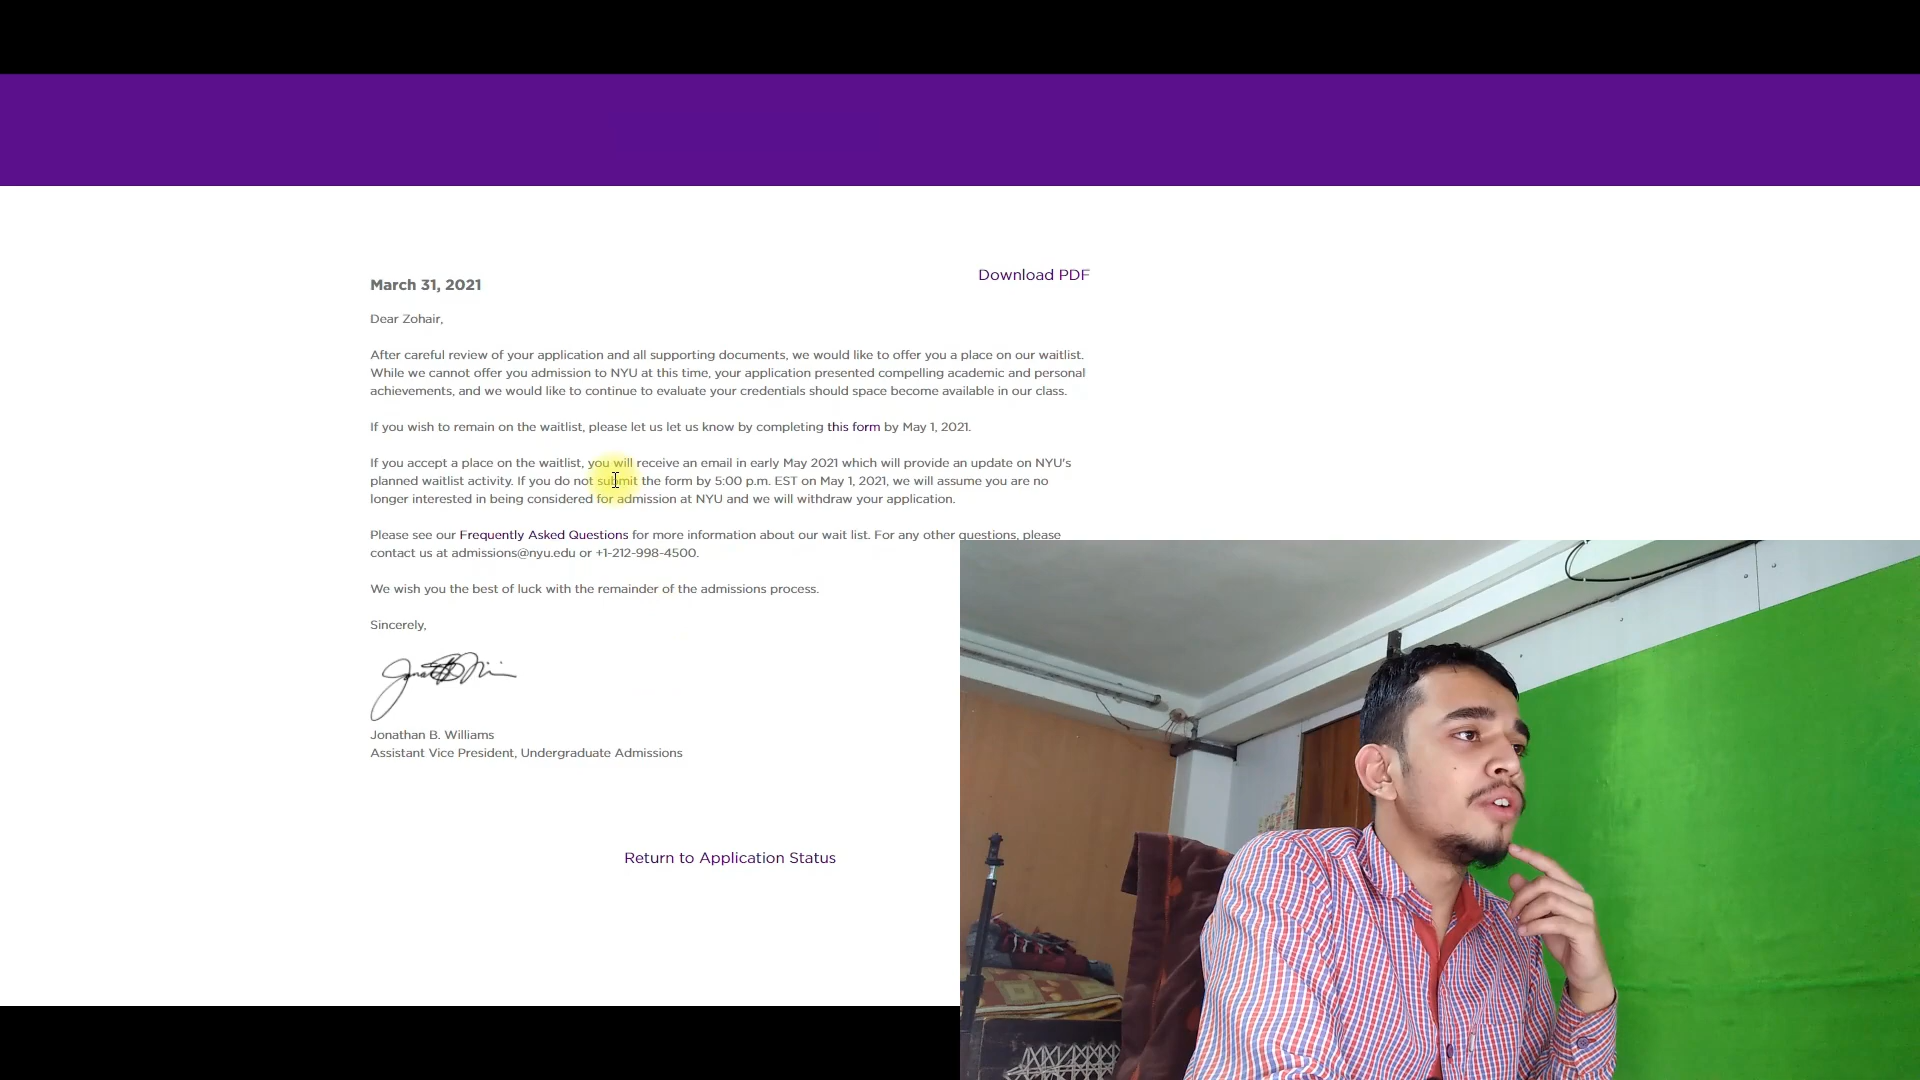 Download PDF
March 31, 2021
Dear Zohair,
After careful review of your application and all supporting documents, we would like to offer you a place on our waitlist.
While we cannot offer you admission to NYU at this time, your application presented compelling academic and personal
achievements, and we would like to continue to evaluate your credentials should space become available in our class.
If you wish to remain on the waitlist, please let us let us know by completing this form by May 1, 2021.
If you accept a place on the waitlist, you will receive an email in early May 2021 which will provide an update on NYU's
planned waitlist activity. If you do not submit the form by 5:00 p.m. EST on May 1, 2021, we will assume you are no
longer interested in being considered for admission at NYU and we will withdraw your application.
Please see our Frequently Asked Questions for more information about our wait list. For any other questions, please
contact us at admissions@nyu.edu or +1-212-998-4500.
We wish you the best of luck with the remainder of the admissions process.
Sincerely,
Jonathan B. Williams
Assistant Vice President, Undergraduate Admissions
Return to Application Status